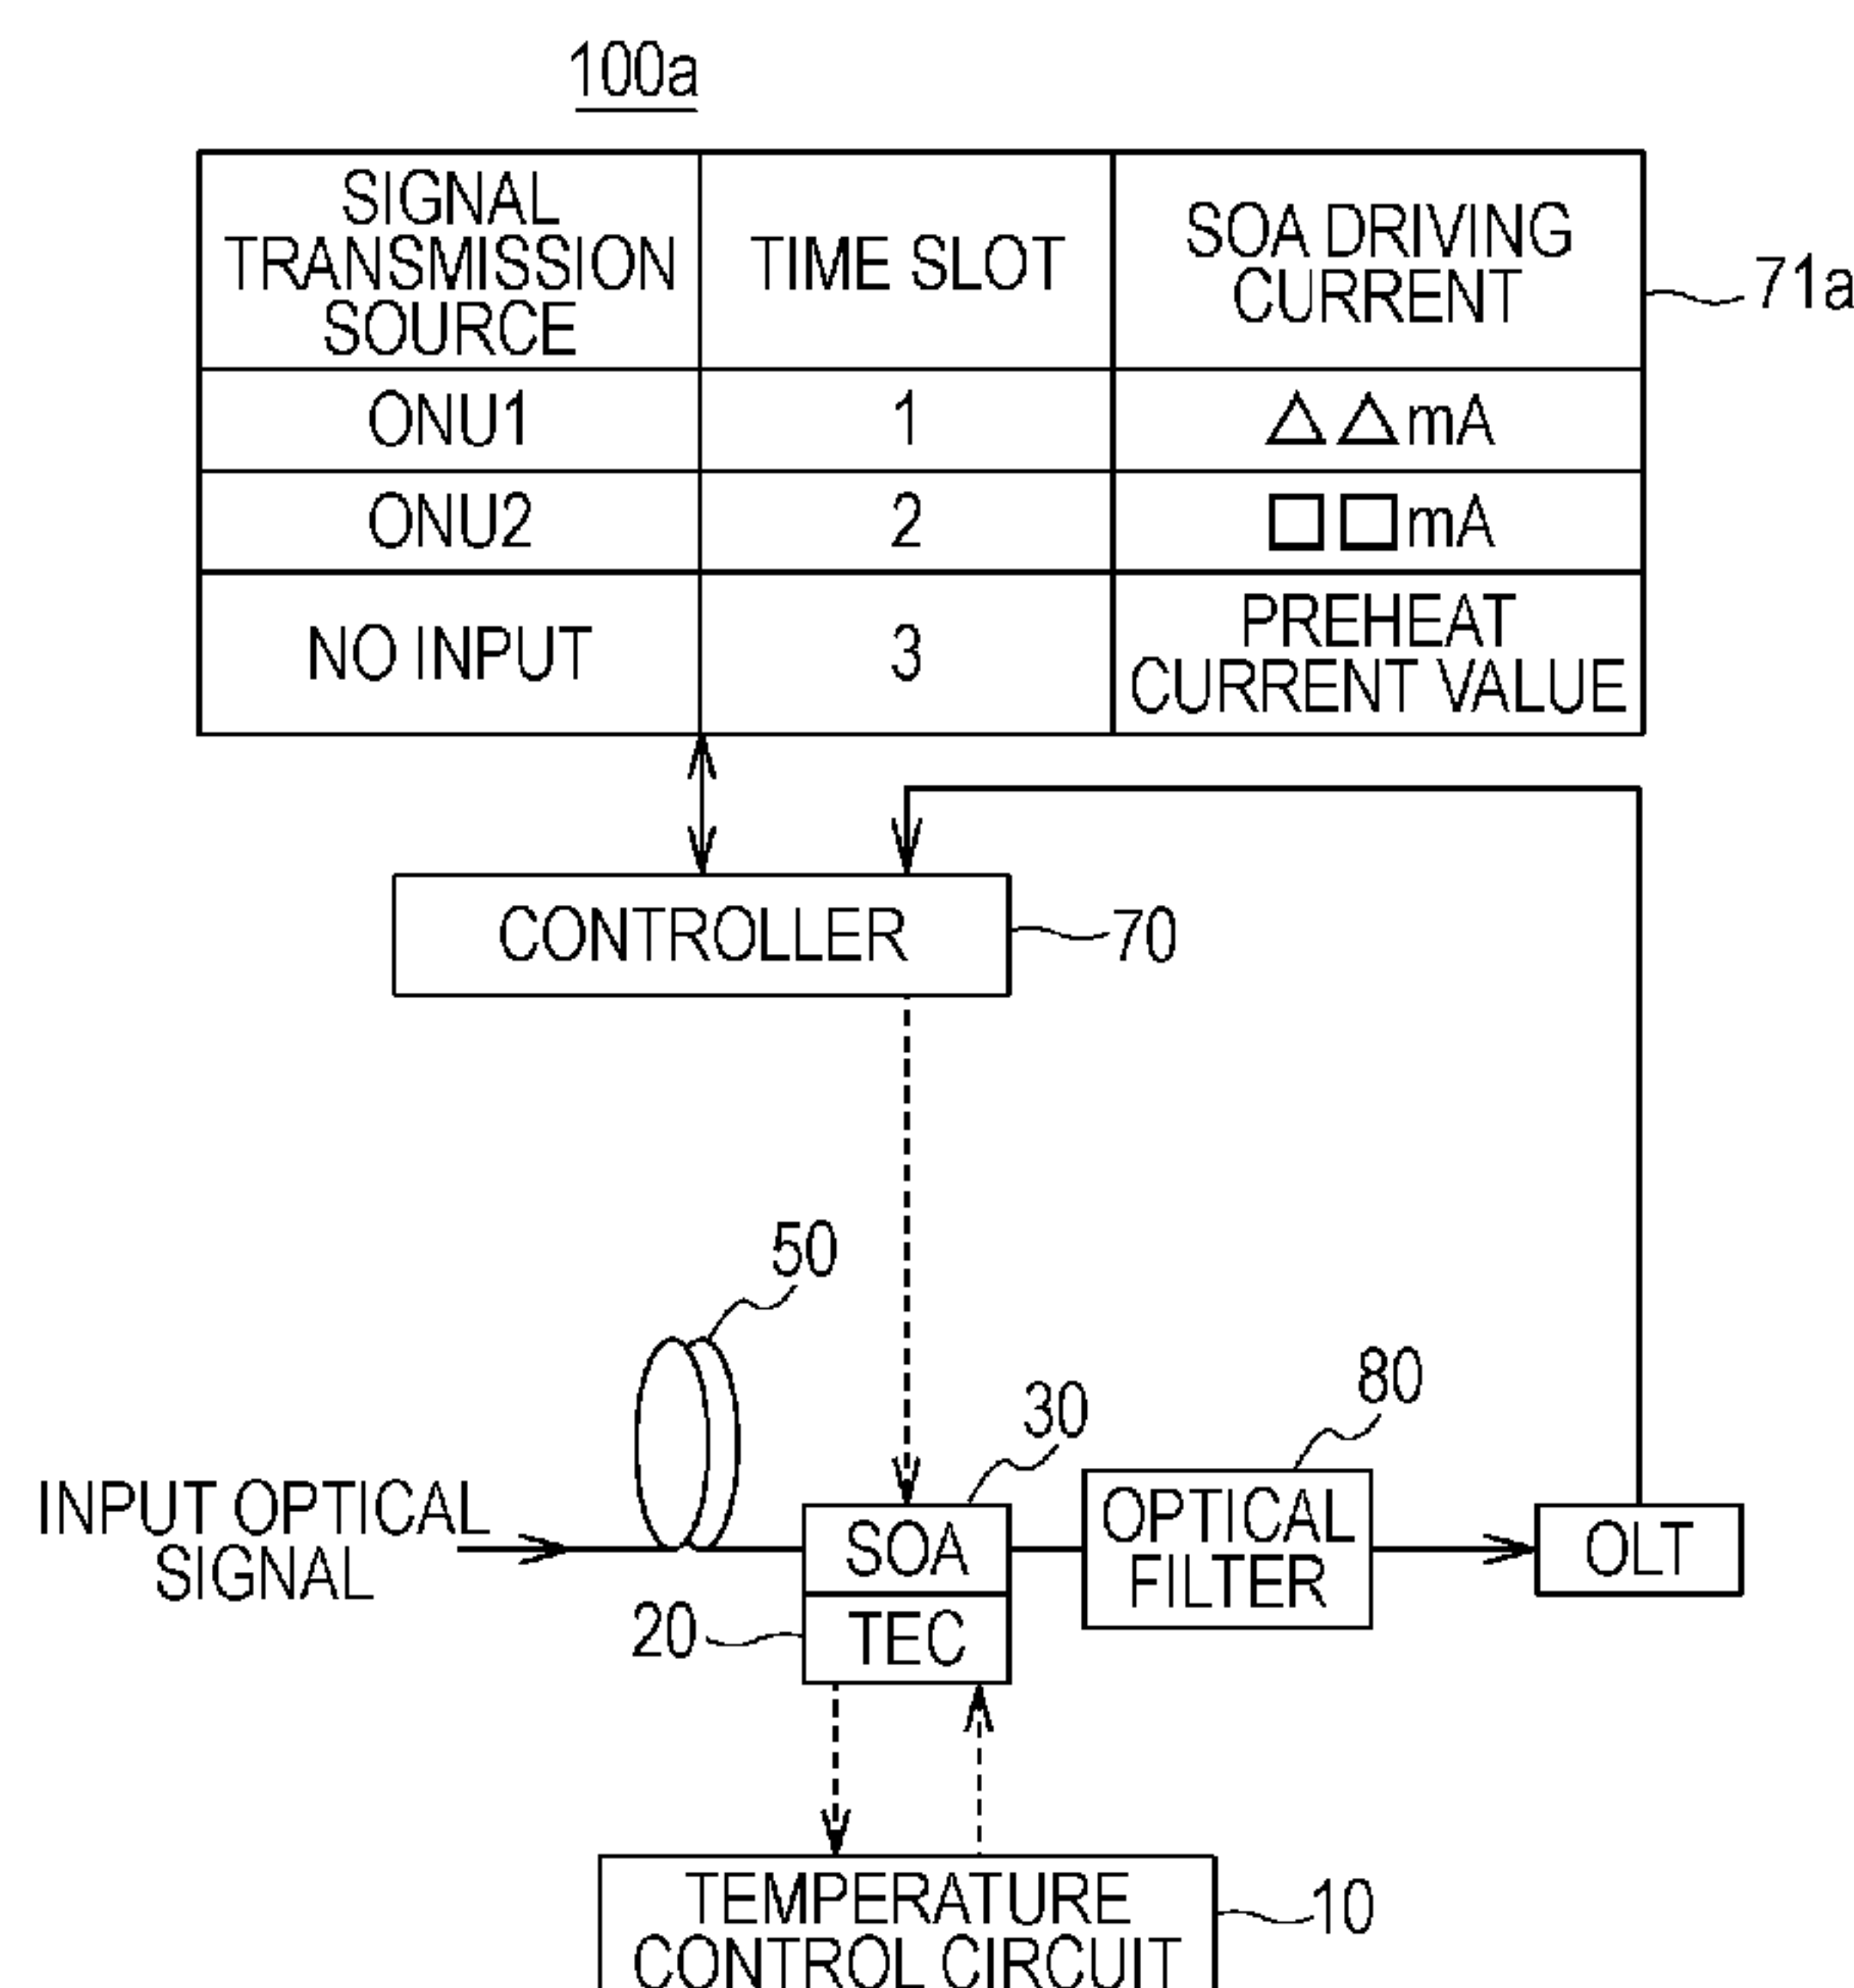 100a
SIGNAL
TRANSMISSION
SOURCE
TIME SLOT
SOA DRIVING
CURRENT
71a
ONU1
1
△△mA
ONU2
2
□□mA
NO INPUT
3
PREHEAT
CURRENT VALUE
CONTROLLER
70
50
30
80
INPUT OPTICAL
SIGNAL
SOA
OPTICAL
FILTER
OLT
20
TEC
TEMPERATURE
CONTROL CIRCUIT
10